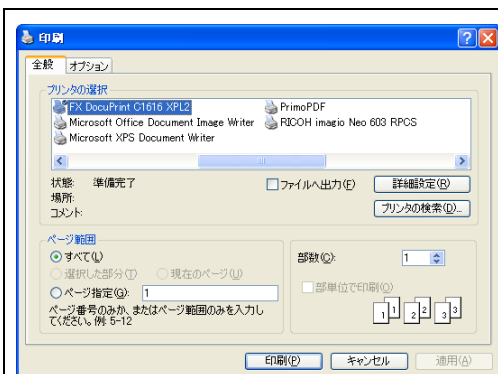 印刷
全般 オプション
プリンタの選択
FX DocuPrint C1616 XPL2 PrimoPDF
Microsoft Office Document Image Writer RICOH imagio Neo 603 RPCS
Microsoft XPS Document Writer
状態: 準備完了 ファイルへ出力(F) 詳細設定(R)
場所:
コメント: プリンタの検索(D)...
ページ範囲
すべて(L) 部数(C): 1
選択した部分(T) 現在のページ(U) 部単位で印刷(O)
ページ指定(G): 1
ページ番号のみか、またはページ範囲のみを入力し
てください。例: 5-12
1 1 2 2 3 3
印刷(P) キャンセル 適用(A)